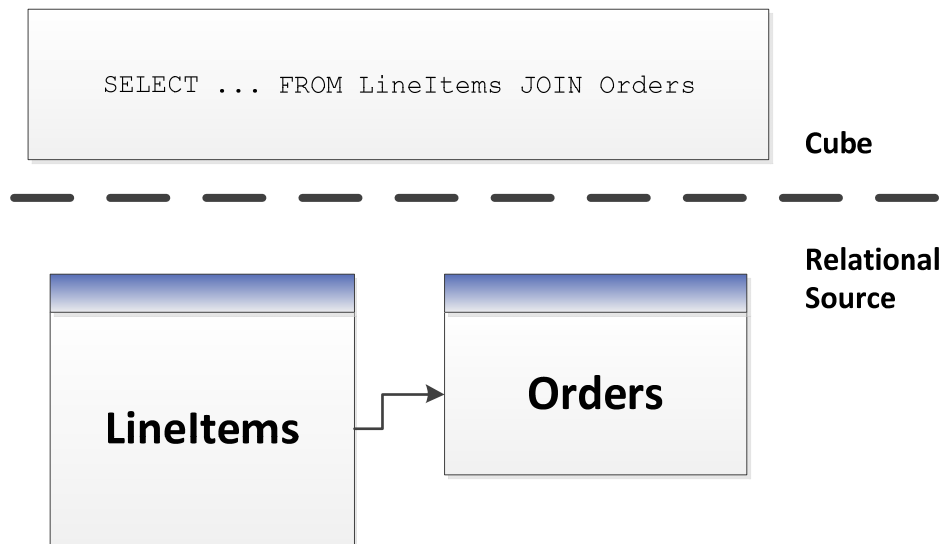 SELECT ... FROM LineItems JOIN Orders
Cube
Relational
Source
LineItems
Orders